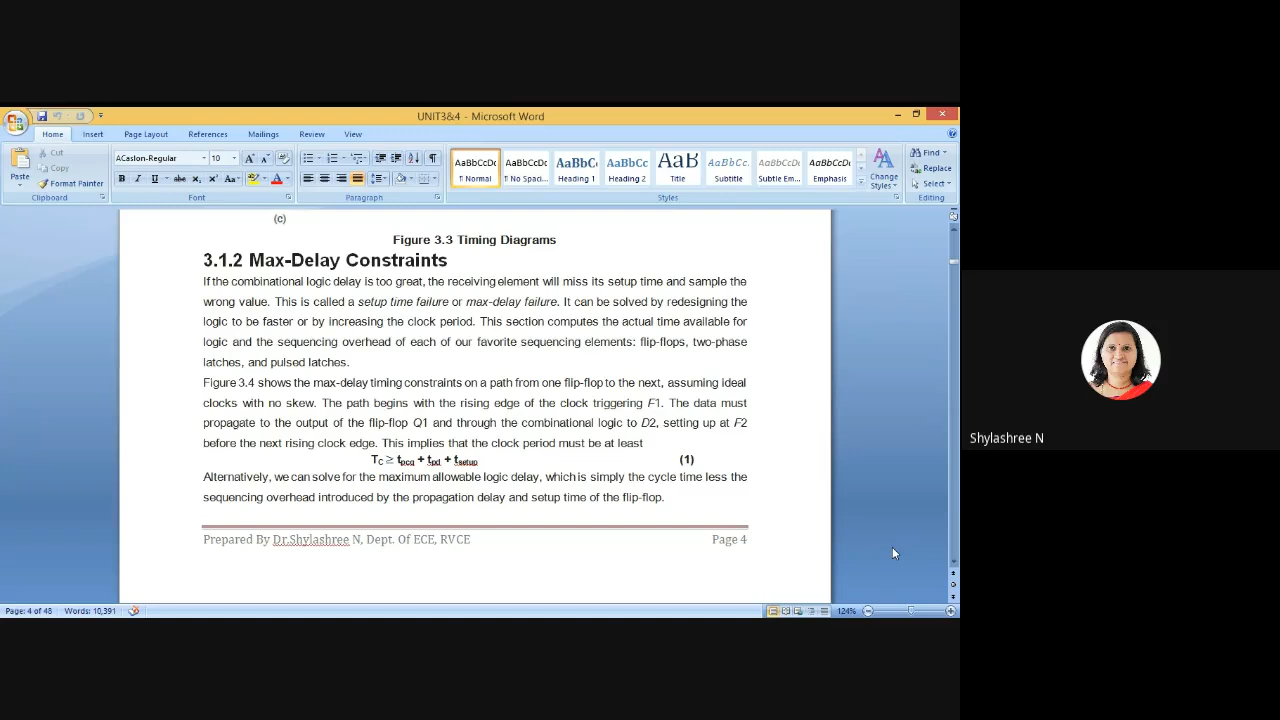 UNIT3&4 - Microsoft Word
Home Insert Page Layout References Mailings Review View
Paste
Cut
Copy
Format Painter
Clipboard
ACaslon-Regular 10
Font
Paragraph
AaBbCcDc AaBbCcDc AaBbCc AaBbCc AaB AaBbCc. AaBbCcDc AaBbCcDc
¶ Normal ¶ No Spaci... Heading 1 Heading 2 Title Subtitle Subtle Em... Emphasis
Styles
Change Styles
Find
Replace
Select
Editing
(c)
Figure 3.3 Timing Diagrams
3.1.2 Max-Delay Constraints
If the combinational logic delay is too great, the receiving element will miss its setup time and sample the
wrong value. This is called a setup time failure or max-delay failure. It can be solved by redesigning the
logic to be faster or by increasing the clock period. This section computes the actual time available for
logic and the sequencing overhead of each of our favorite sequencing elements: flip-flops, two-phase
latches, and pulsed latches.
Figure 3.4 shows the max-delay timing constraints on a path from one flip-flop to the next, assuming ideal
clocks with no skew. The path begins with the rising edge of the clock triggering F1. The data must
propagate to the output of the flip-flop Q1 and through the combinational logic to D2, setting up at F2
before the next rising clock edge. This implies that the clock period must be at least
TC ≥ tpcq + tpd + tsetup (1)
Alternatively, we can solve for the maximum allowable logic delay, which is simply the cycle time less the
sequencing overhead introduced by the propagation delay and setup time of the flip-flop.
Prepared By Dr.Shylashree N, Dept. Of ECE, RVCE Page 4
Page: 4 of 48 Words: 10,391 124%
Shylashree N